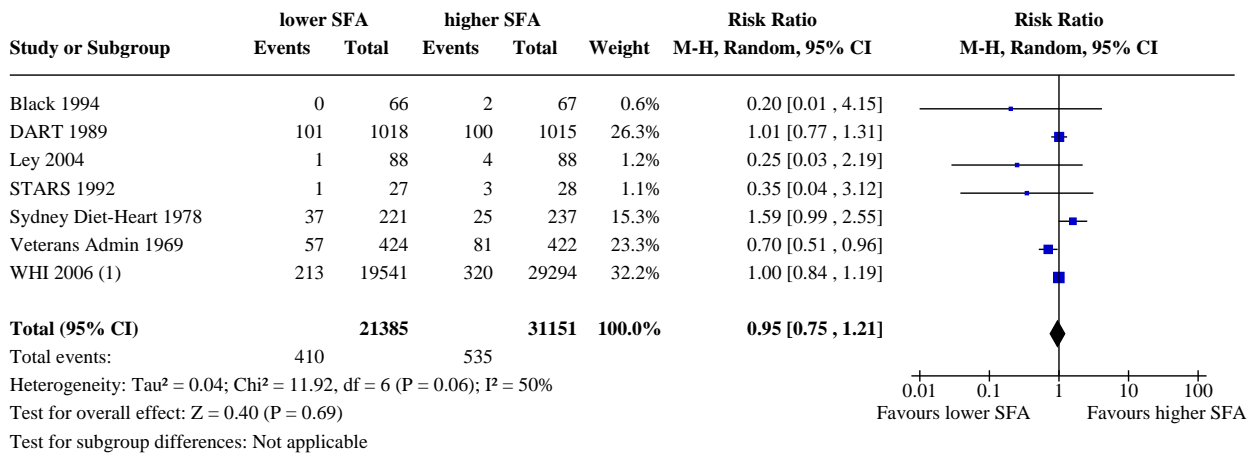 lower SFA higher SFA Risk Ratio Risk Ratio
Study or Subgroup Events Total Events Total Weight M-H, Random, 95% CI M-H, Random, 95% CI
Black 1994 0 66 2 67 0.6% 0.20 [0.01 , 4.15]
DART 1989 101 1018 100 1015 26.3% 1.01 [0.77 , 1.31]
Ley 2004 1 88 4 88 1.2% 0.25 [0.03 , 2.19]
STARS 1992 1 27 3 28 1.1% 0.35 [0.04 , 3.12]
Sydney Diet-Heart 1978 37 221 25 237 15.3% 1.59 [0.99 , 2.55]
Veterans Admin 1969 57 424 81 422 23.3% 0.70 [0.51 , 0.96]
WHI 2006 (1) 213 19541 320 29294 32.2% 1.00 [0.84 , 1.19]
Total (95% CI) 21385 31151 100.0% 0.95 [0.75 , 1.21]
Total events: 410 535
Heterogeneity: Tau² = 0.04; Chi² = 11.92, df = 6 (P = 0.06); I² = 50%
0.01 0.1 1 10 100
Test for overall effect: Z = 0.40 (P = 0.69) Favours lower SFA Favours higher SFA
Test for subgroup differences: Not applicable